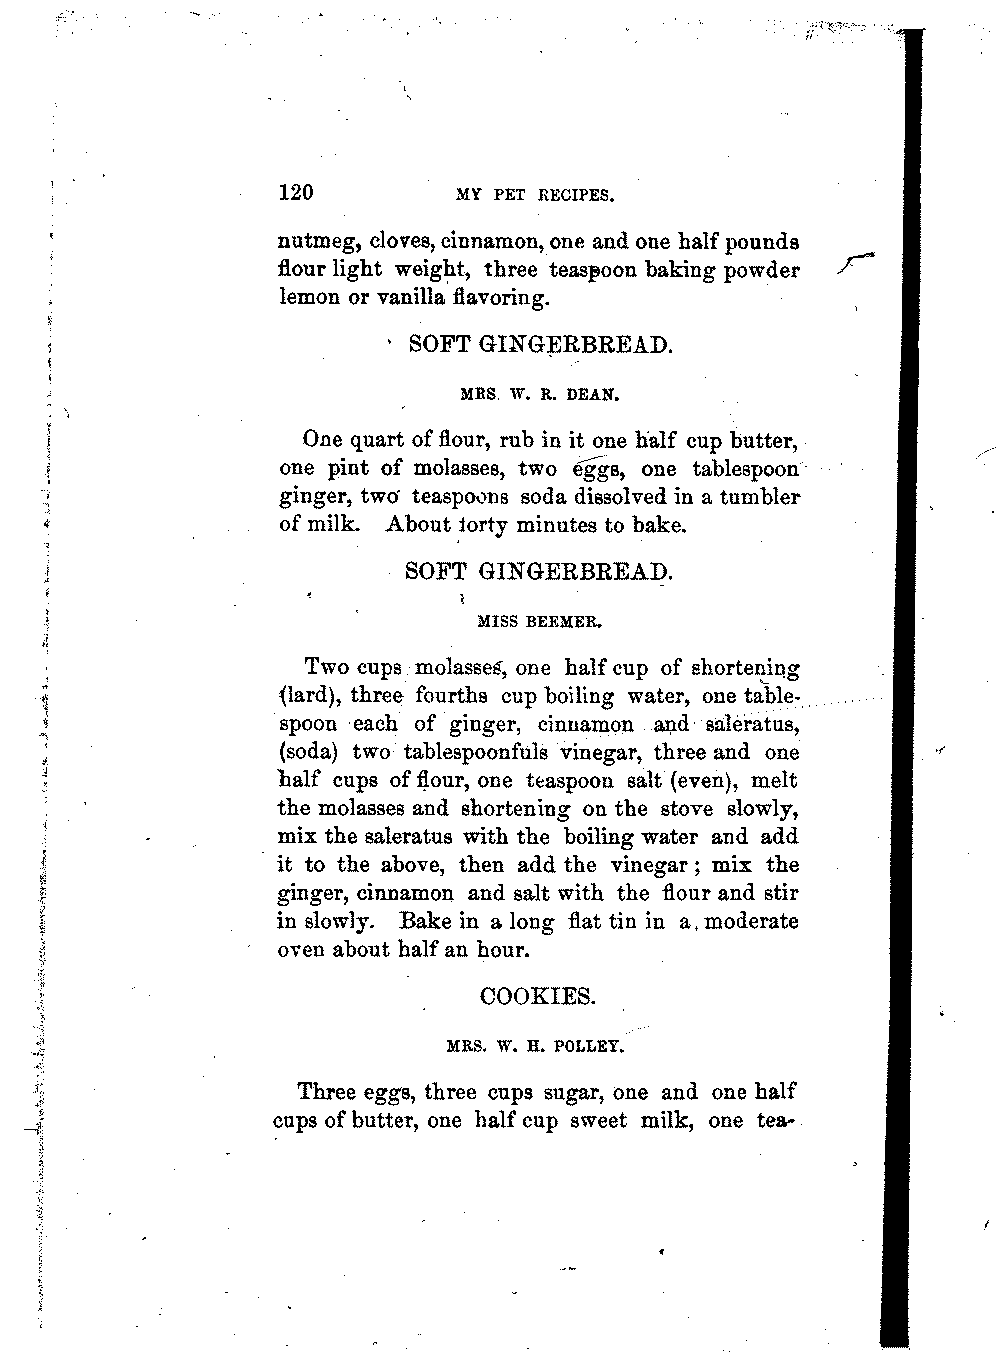 120 MY PET RECIPES.
nutmeg, cloves, cinnamon, one and one half pounds
flour light weight, three teaspoon baking powder
lemon or vanilla flavoring.
SOFT GINGERBREAD.
MRS. W. R. DEAN.
One quart of flour, rub in it one half cup butter,
one pint of molasses, two eggs, one tablespoon
ginger, two teaspoons soda dissolved in a tumbler
of milk. About forty minutes to bake.
SOFT GINGERBREAD.
MISS BEEMER.
Two cups molasses, one half cup of shortening
(lard), three fourths cup boiling water, one table-
spoon each of ginger, cinnamon and saleratus,
(soda) two tablespoonfuls vinegar, three and one
half cups of flour, one teaspoon salt (even), melt
the molasses and shortening on the stove slowly,
mix the saleratus with the boiling water and add
it to the above, then add the vinegar; mix the
ginger, cinnamon and salt with the flour and stir
in slowly. Bake in a long flat tin in a moderate
oven about half an hour.
COOKIES.
MRS. W. H. POLLEY.
Three eggs, three cups sugar, one and one half
cups of butter, one half cup sweet milk, one tea-